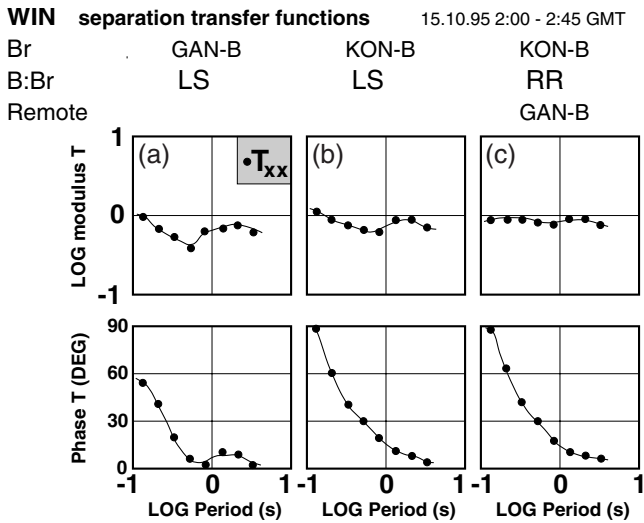 WIN separation transfer functions 15.10.95 2:00 - 2:45 GMT
Br GAN-B KON-B KON-B
B:Br LS LS RR
Remote GAN-B
LOG modulus T
1
0
-1
(a) Txx (b) (c)
Phase T (DEG)
90
60
30
0
-1 0 1 0 1 0 1
LOG Period (s) LOG Period (s) LOG Period (s)